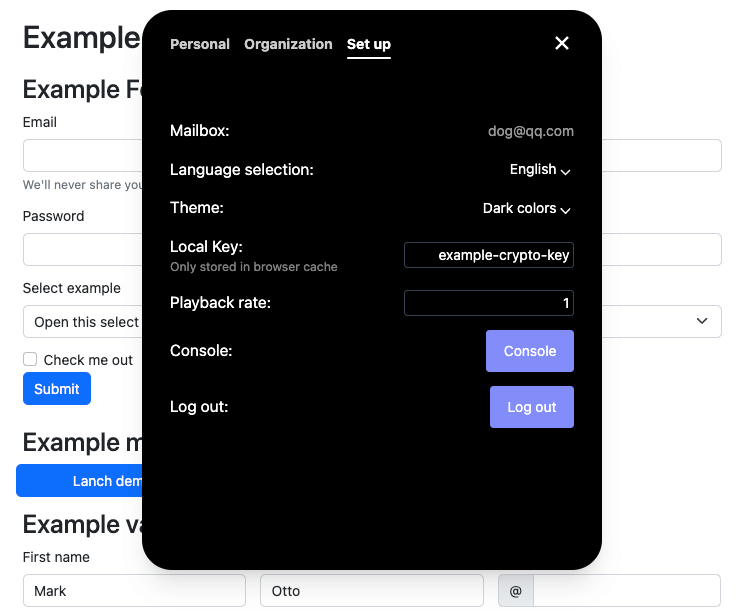 Example
Personal Organization Set up
Example Fo
Email
Mailbox: dog@qq.com
Language selection: English
We'll never share you
Theme: Dark colors
Password
Local Key: example-crypto-key
Only stored in browser cache
Select example
Playback rate: 1
Open this select
Console: Console
Check me out
Submit
Log out: Log out
Example m
Lanch dem
Example va
First name
Mark Otto @